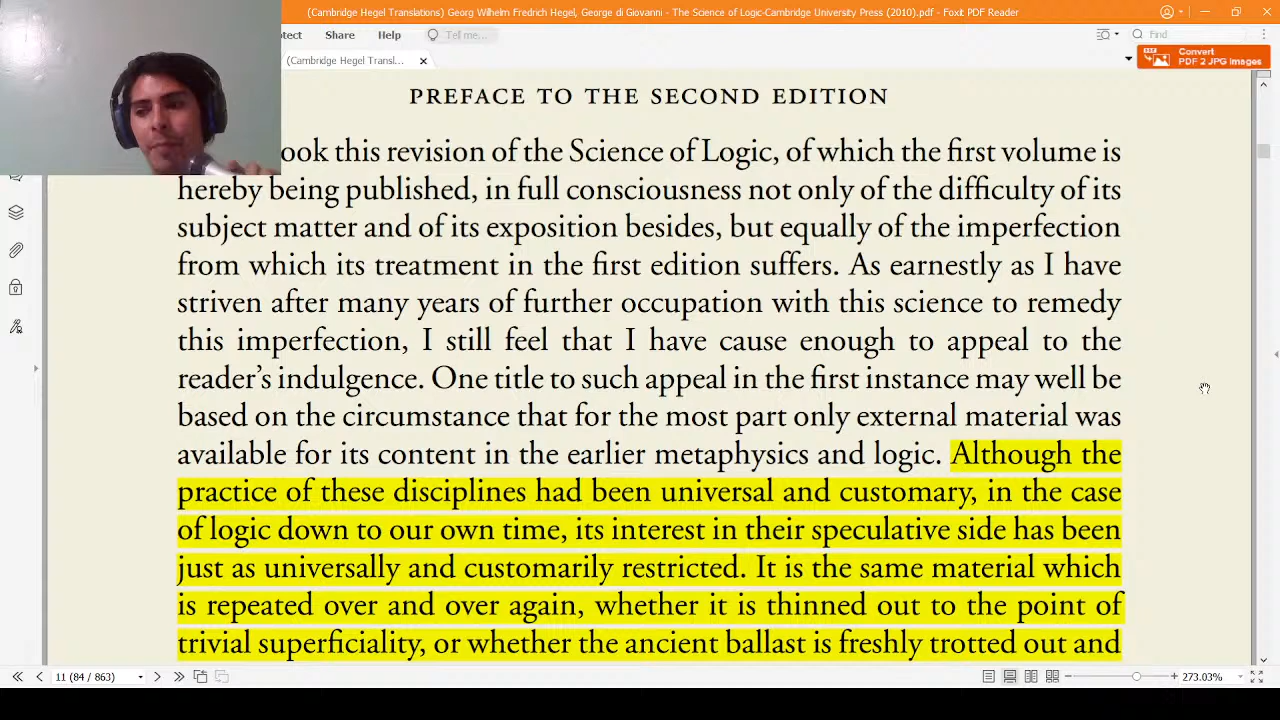 (Cambridge Hegel Translations) Georg Wilhelm Fredrich Hegel, George di Giovanni - The Science of Logic-Cambridge University Press (2010).pdf - Foxit PDF Reader
Share Help Tell me... Find
(Cambridge Hegel Transl...
Convert
PDF 2 JPG Images
PREFACE TO THE SECOND EDITION
ook this revision of the Science of Logic, of which the first volume is
hereby being published, in full consciousness not only of the difficulty of its
subject matter and of its exposition besides, but equally of the imperfection
from which its treatment in the first edition suffers. As earnestly as I have
striven after many years of further occupation with this science to remedy
this imperfection, I still feel that I have cause enough to appeal to the
reader's indulgence. One title to such appeal in the first instance may well be
based on the circumstance that for the most part only external material was
available for its content in the earlier metaphysics and logic. Although the
practice of these disciplines had been universal and customary, in the case
of logic down to our own time, its interest in their speculative side has been
just as universally and customarily restricted. It is the same material which
is repeated over and over again, whether it is thinned out to the point of
trivial superficiality, or whether the ancient ballast is freshly trotted out and
11 (84 / 863) 273.03%